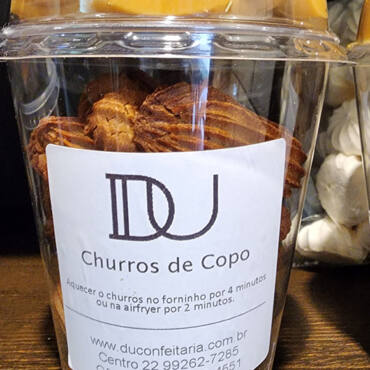 DU
Churros de Copo
Aquecer o churros no forninho por 4 minutos
ou na airfryer por 2 minutos.
www.duconfeitaria.com.br
Centro 22 99262-7285